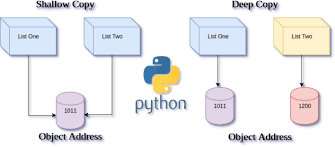 Shallow Copy
List One
List Two
1011
Object Address
python
Deep Copy
List One
List Two
1011
1200
Object Address